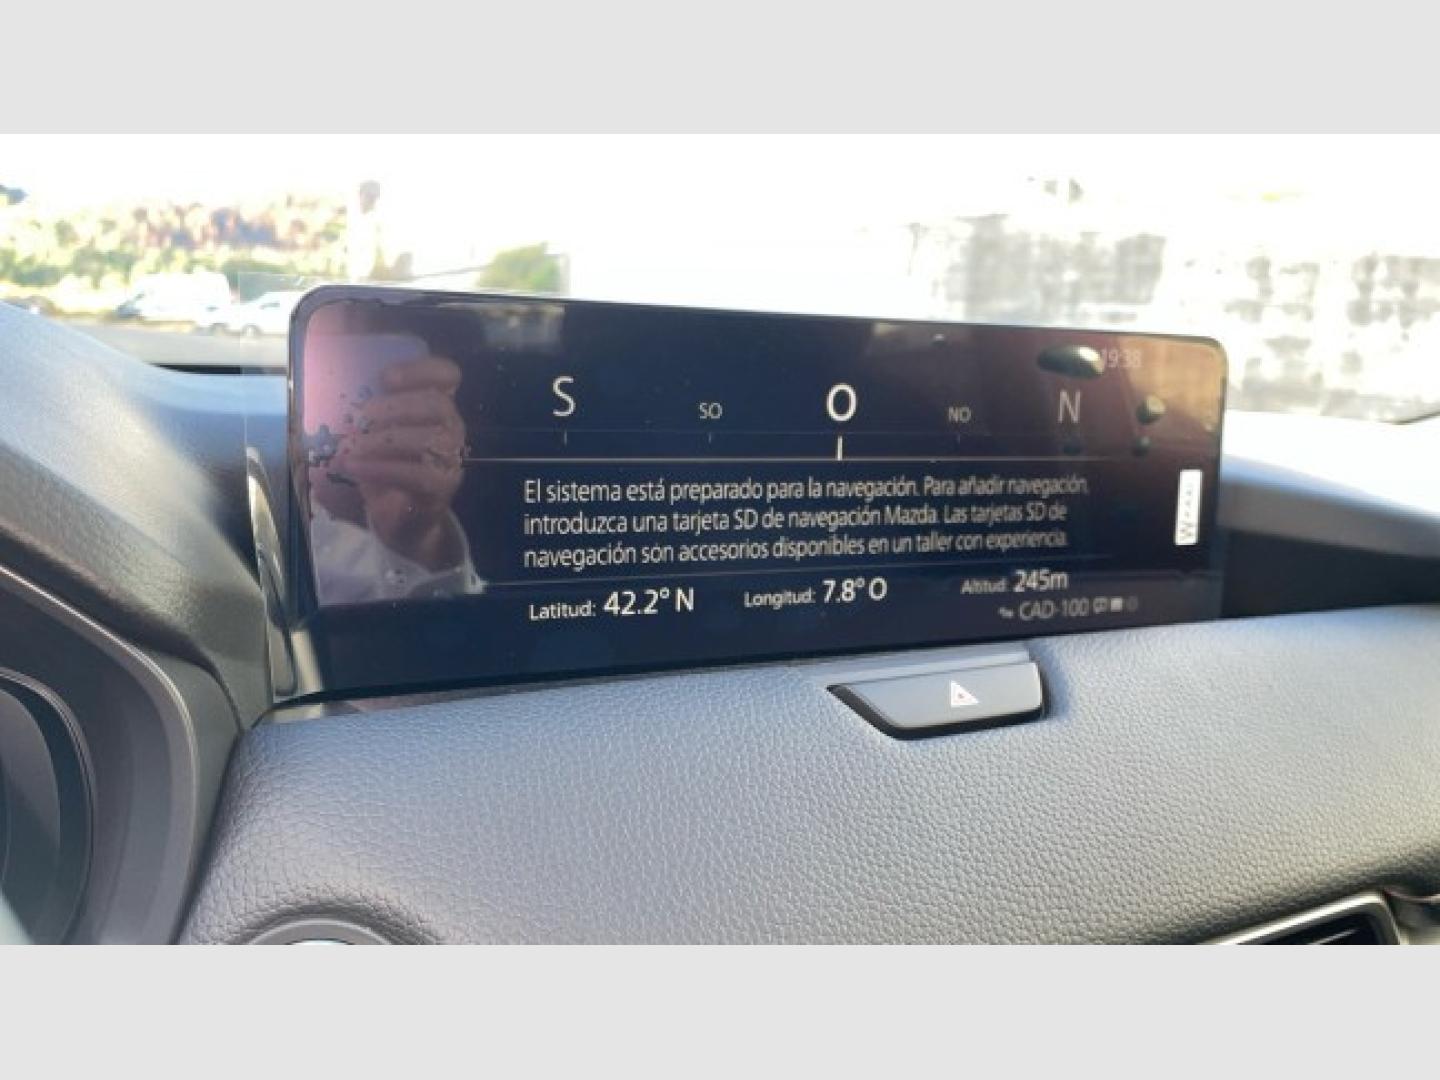 19:38
S SO O NO N
El sistema está preparado para la navegación. Para añadir navegación,
introduzca una tarjeta SD de navegación Mazda. Las tarjetas SD de
navegación son accesorios disponibles en un taller con experiencia.
Latitud: 42.2° N Longitud: 7.8° O Altitud: 245m
CAD-100